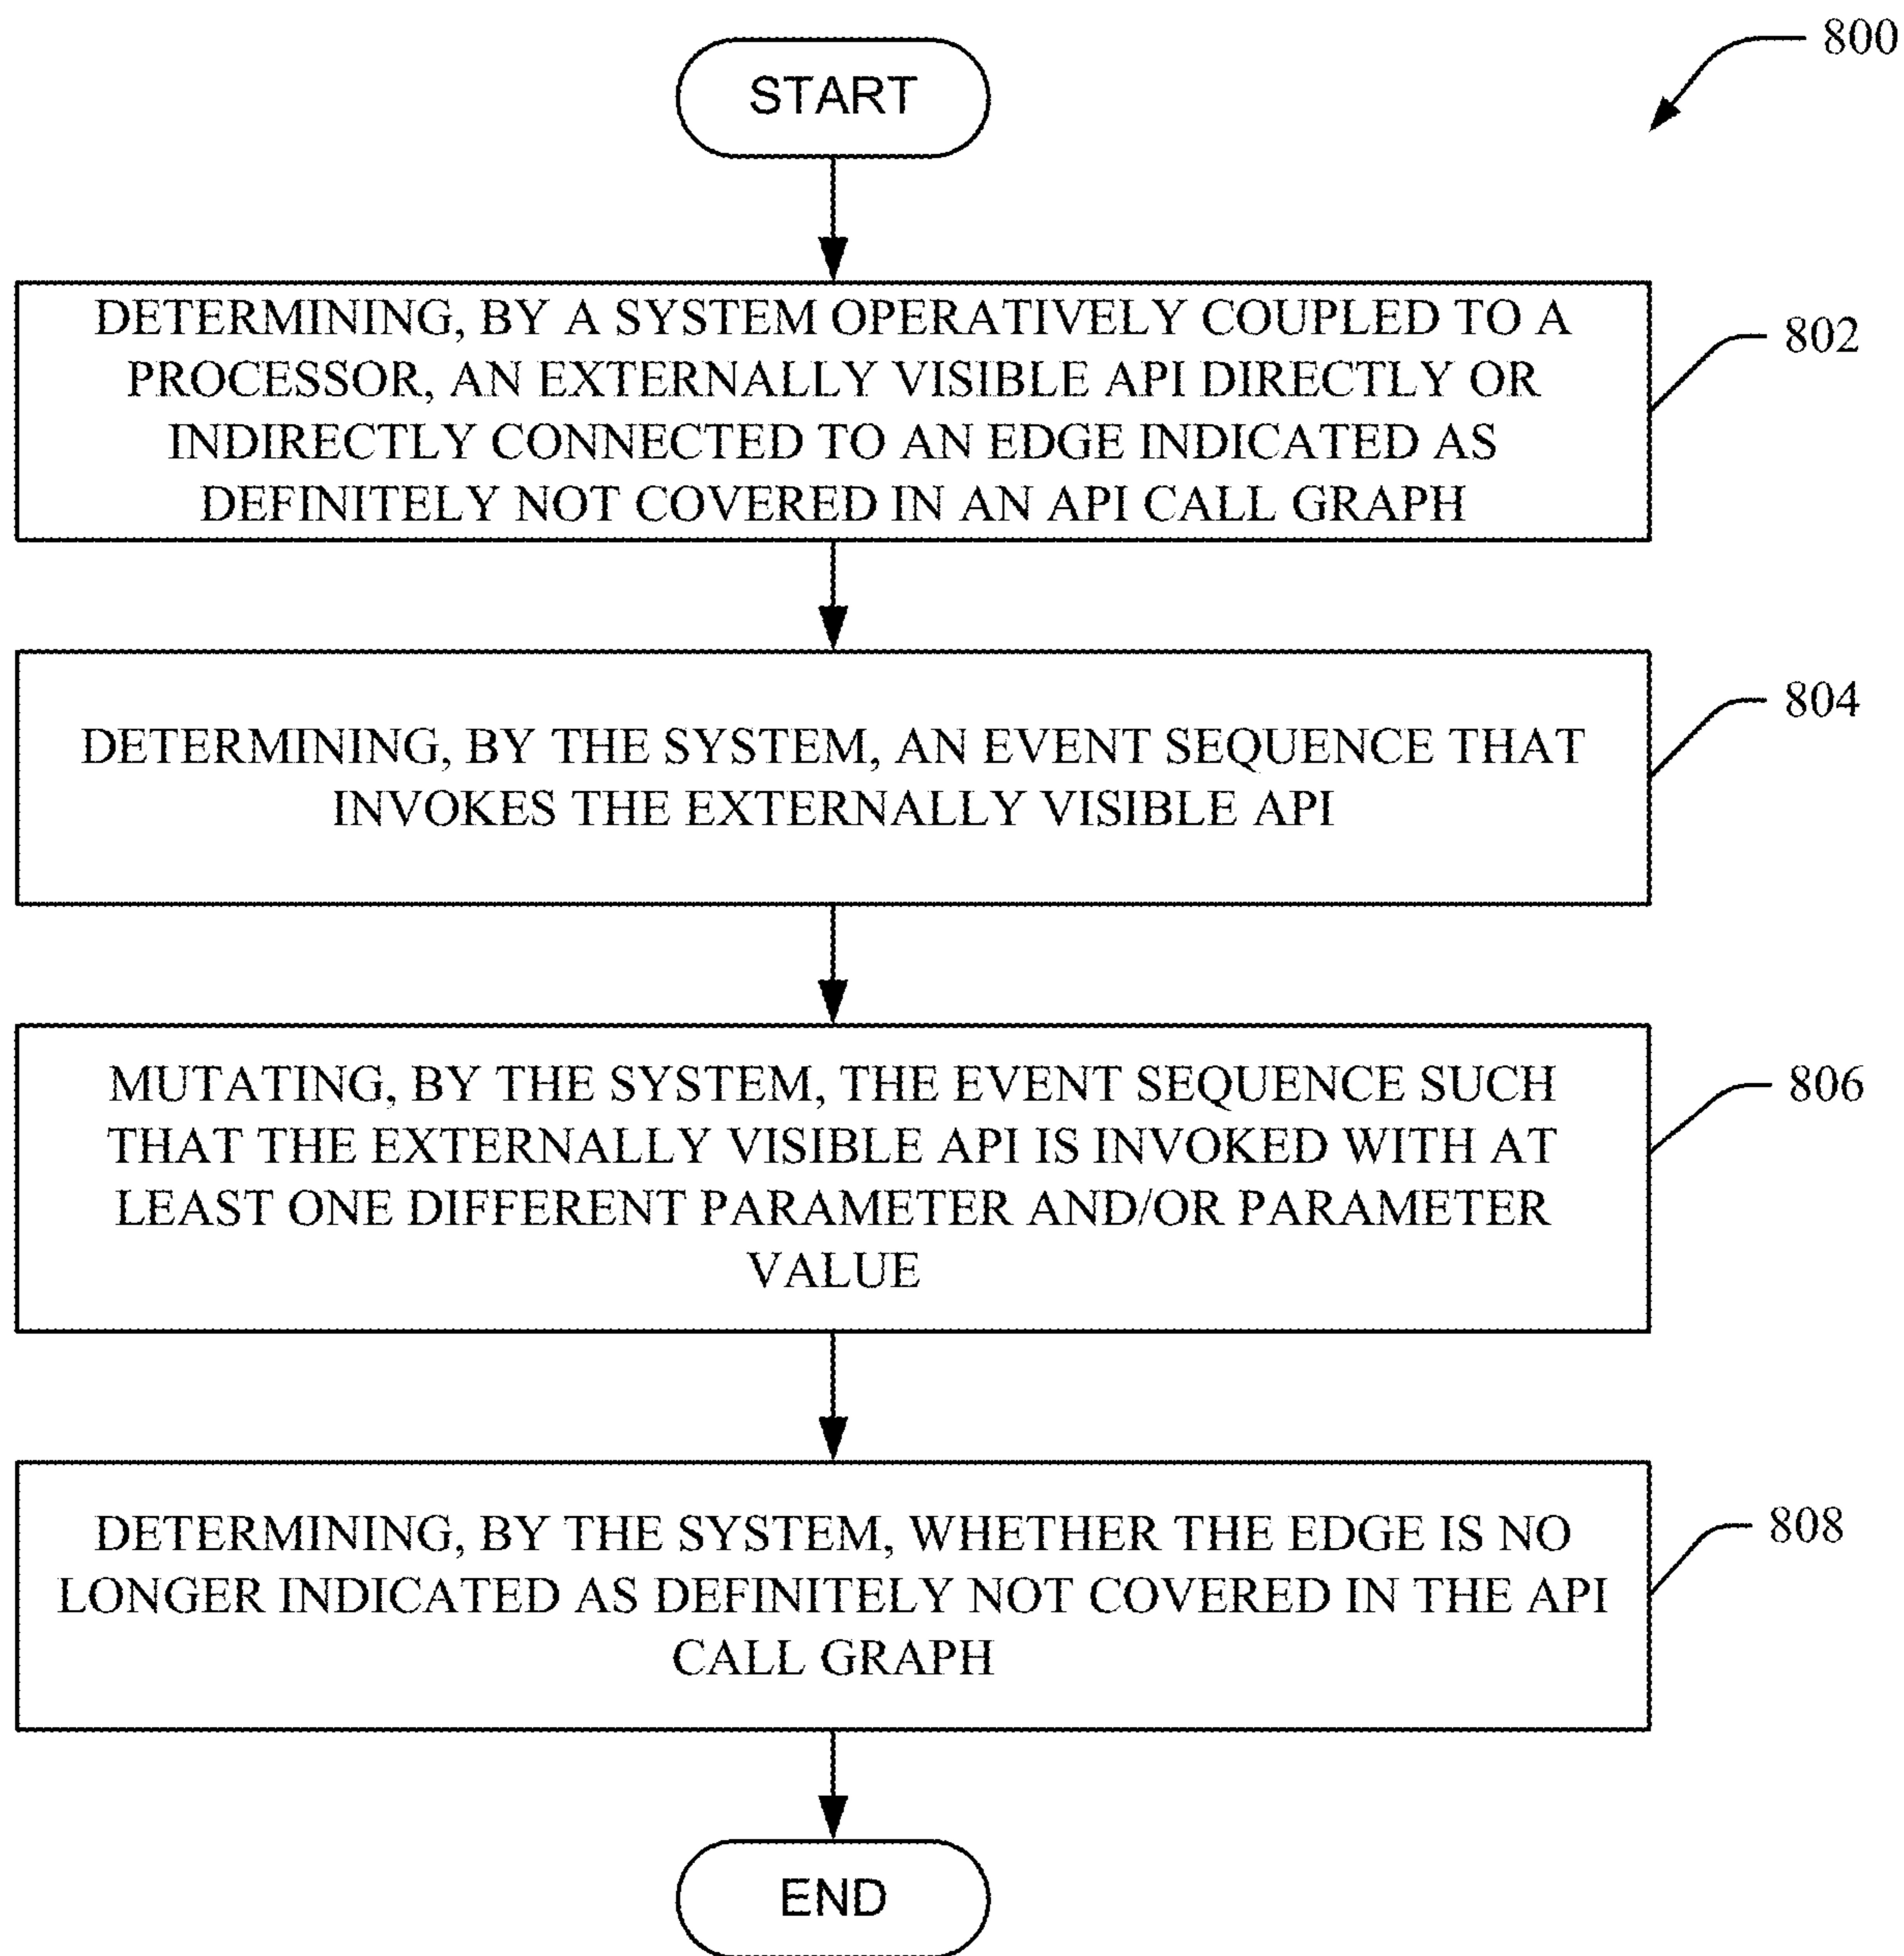 800
START
DETERMINING, BY A SYSTEM OPERATIVELY COUPLED TO A
PROCESSOR, AN EXTERNALLY VISIBLE API DIRECTLY OR
INDIRECTLY CONNECTED TO AN EDGE INDICATED AS
DEFINITELY NOT COVERED IN AN API CALL GRAPH
802
DETERMINING, BY THE SYSTEM, AN EVENT SEQUENCE THAT
INVOKES THE EXTERNALLY VISIBLE API
804
MUTATING, BY THE SYSTEM, THE EVENT SEQUENCE SUCH
THAT THE EXTERNALLY VISIBLE API IS INVOKED WITH AT
LEAST ONE DIFFERENT PARAMETER AND/OR PARAMETER
VALUE
806
DETERMINING, BY THE SYSTEM, WHETHER THE EDGE IS NO
LONGER INDICATED AS DEFINITELY NOT COVERED IN THE API
CALL GRAPH
808
END